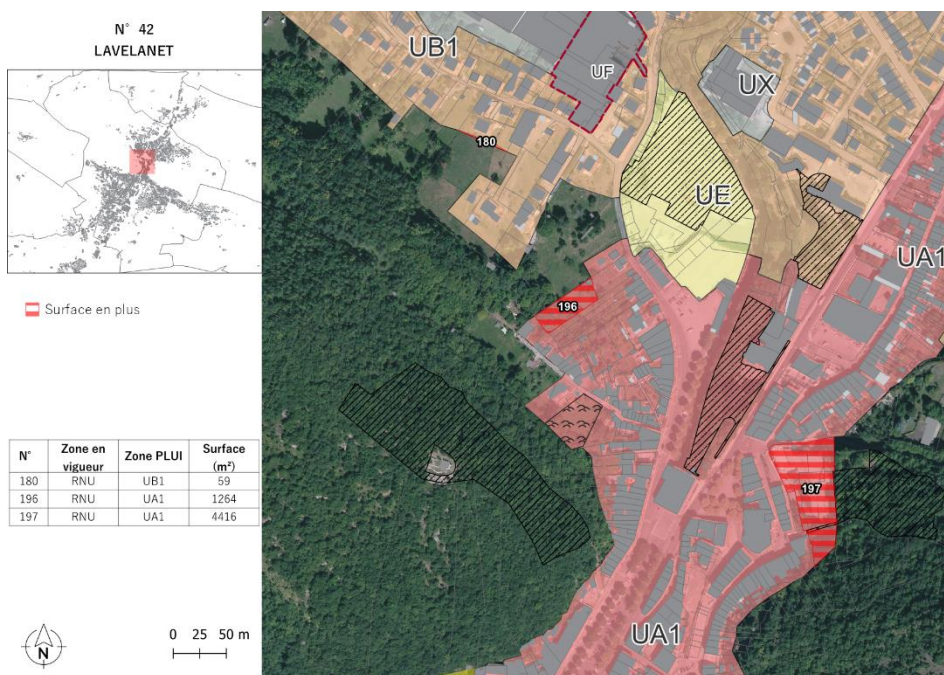 N° 42
LAVELANET
Surface en plus
N° Zone en vigueur Zone PLUI Surface (m²)
180 RNU UB1 59
196 RNU UA1 1264
197 RNU UA1 4416
N
0 25 50 m
UB1
UF
UX
180
UE
UA1
196
197
UA1